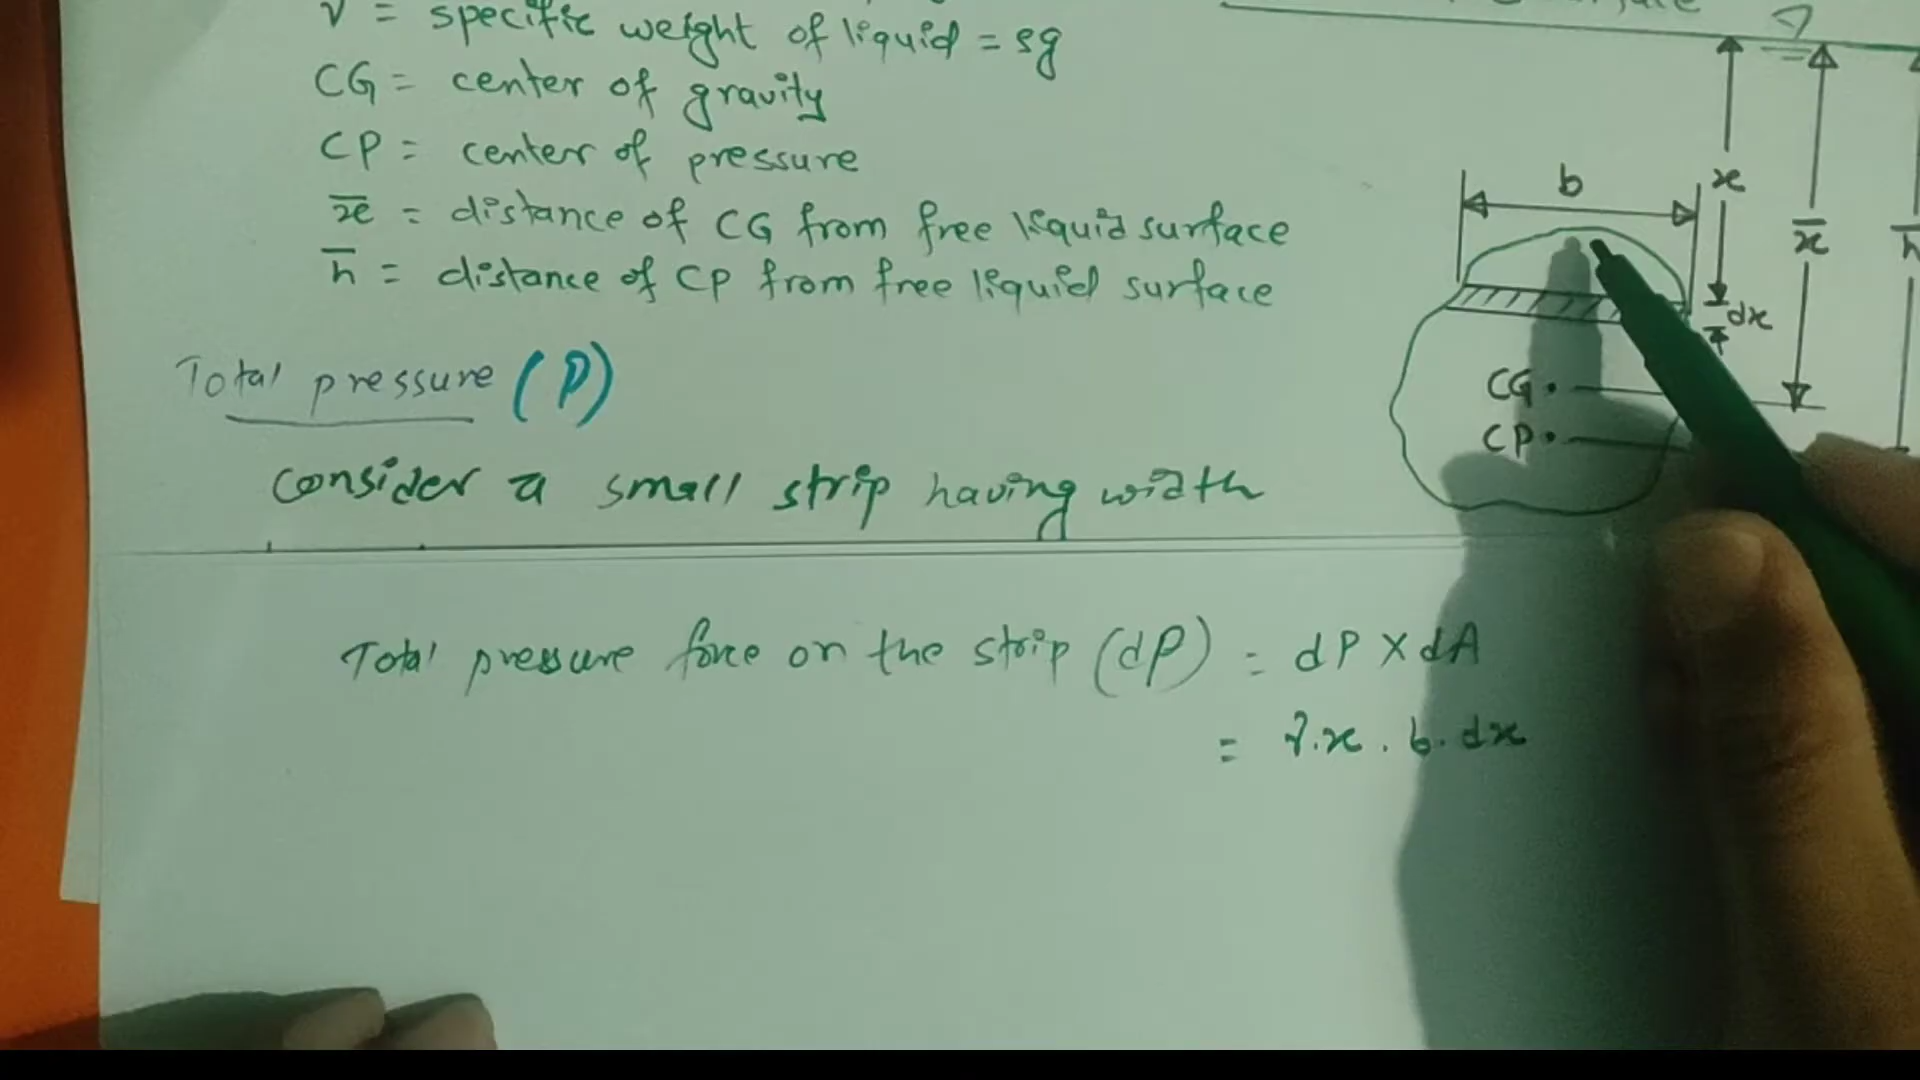 γ = specific weight of liquid = ρg
CG = center of gravity
CP = center of pressure
x̄ = distance of CG from free liquid surface
h̄ = distance of CP from free liquid surface
Total pressure (P)
Consider a small strip having width
Total pressure force on the strip (dP) = dP X dA
= γ.x . b. dx
b
x
x̄
h̄
dx
CG
CP